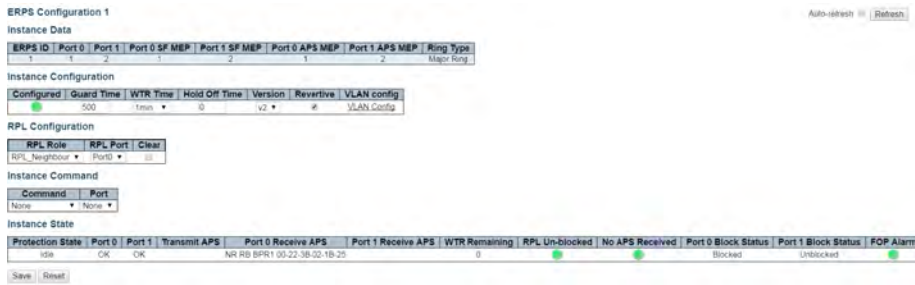 ERPS Configuration 1
Auto-refresh Refresh
Instance Data
ERPS ID Port 0 Port 1 Port 0 SF MEP Port 1 SF MEP Port 0 APS MEP Port 1 APS MEP Ring Type
1 1 2 1 2 1 2 Major Ring
Instance Configuration
Configured Guard Time WTR Time Hold Off Time Version Revertive VLAN config
500 1min 0 v2 VLAN Config
RPL Configuration
RPL Role RPL Port Clear
RPL_Neighbour Port0
Instance Command
Command Port
None None
Instance State
Protection State Port 0 Port 1 Transmit APS Port 0 Receive APS Port 1 Receive APS WTR Remaining RPL Un-blocked No APS Received Port 0 Block Status Port 1 Block Status FOP Alarm
Idle OK OK NR RB BPR1 00-22-3B-02-1B-25 0 Blocked Unblocked
Save Reset